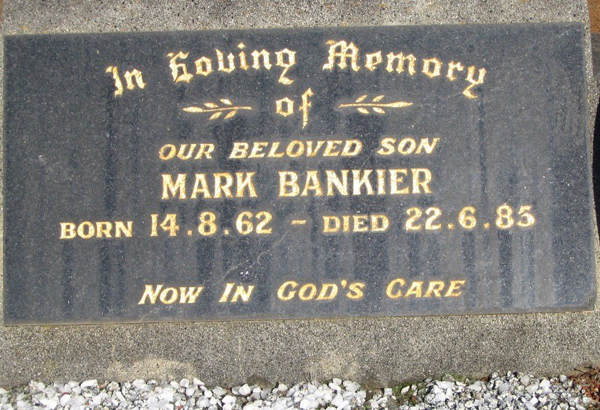 In Loving Memory
of
OUR BELOVED SON
MARK BANKIER
BORN 14.8.62 ~ DIED 22.6.85
NOW IN GOD'S CARE